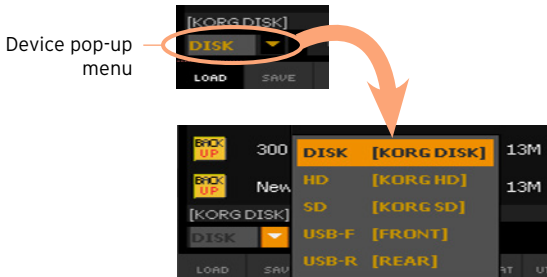 [KORG DISK]
Device pop-up
menu
DISK
LOAD SAVE
BACK UP 300 DISK [KORG DISK] 13M
BACK UP New HD [KORG HD] 13M
[KORG DISK] SD [KORG SD]
DISK USB-F [FRONT]
LOAD SAV USB-R [REAR]